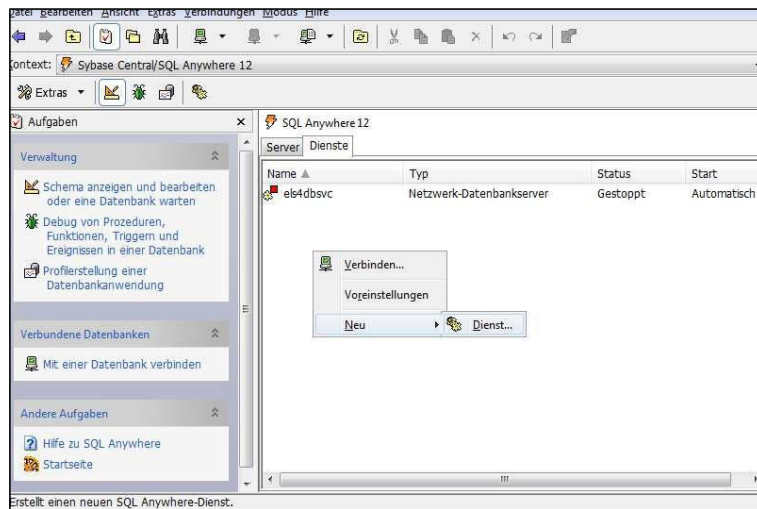 Datei Bearbeiten Ansicht Extras Verbindungen Modus Hilfe
Context: Sybase Central/SQL Anywhere 12
Extras
Aufgaben
Verwaltung
Schema anzeigen und bearbeiten
oder eine Datenbank warten
Debug von Prozeduren,
Funktionen, Triggern und
Ereignissen in einer Datenbank
Profilerstellung einer
Datenbankanwendung
Verbundene Datenbanken
Mit einer Datenbank verbinden
Andere Aufgaben
Hilfe zu SQL Anywhere
Startseite
SQL Anywhere 12
Server Dienste
Name Typ Status Start
els4dbsvc Netzwerk-Datenbankserver Gestoppt Automatisch
Verbinden...
Voreinstellungen
Neu Dienst...
Erstellt einen neuen SQL Anywhere-Dienst.